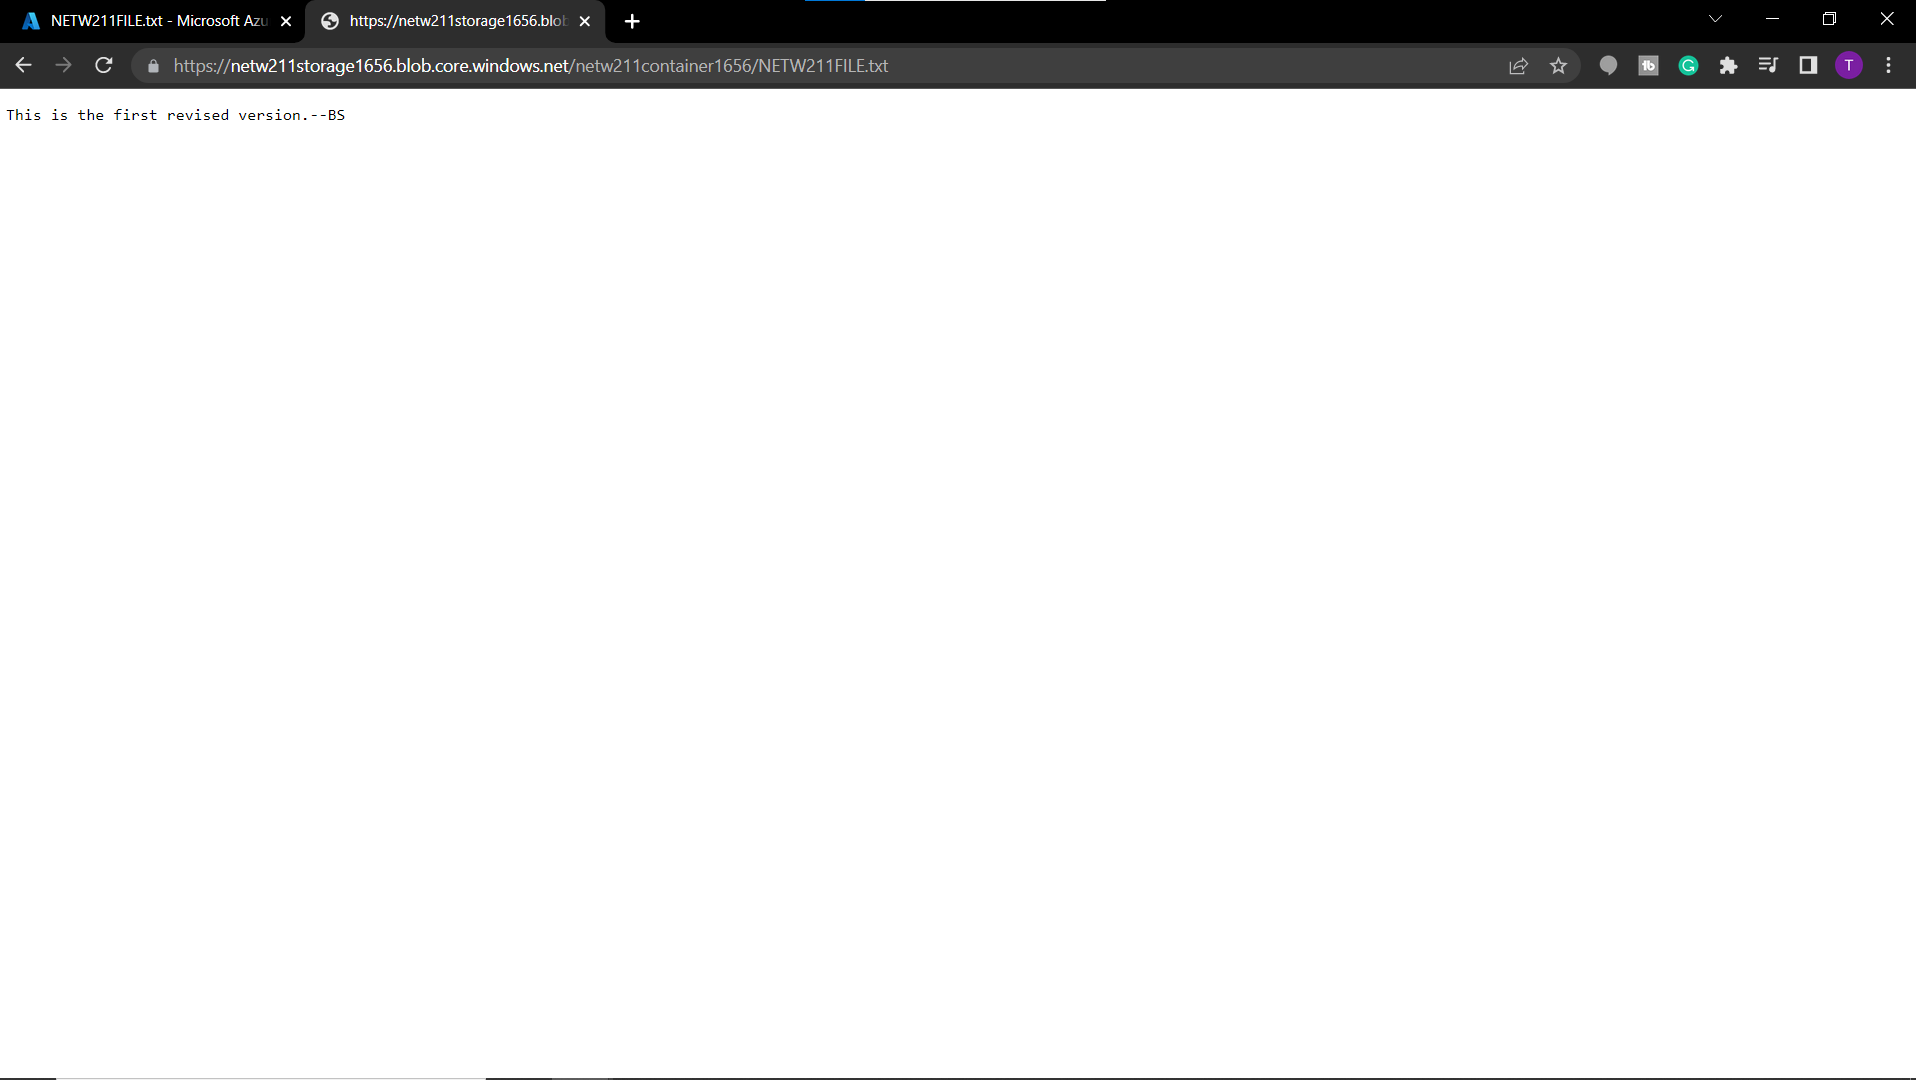 NETW211FILE.txt - Microsoft Azu
https://netw211storage1656.blob
https://netw211storage1656.blob.core.windows.net/netw211container1656/NETW211FILE.txt
tb
G
T
This is the first revised version.--BS